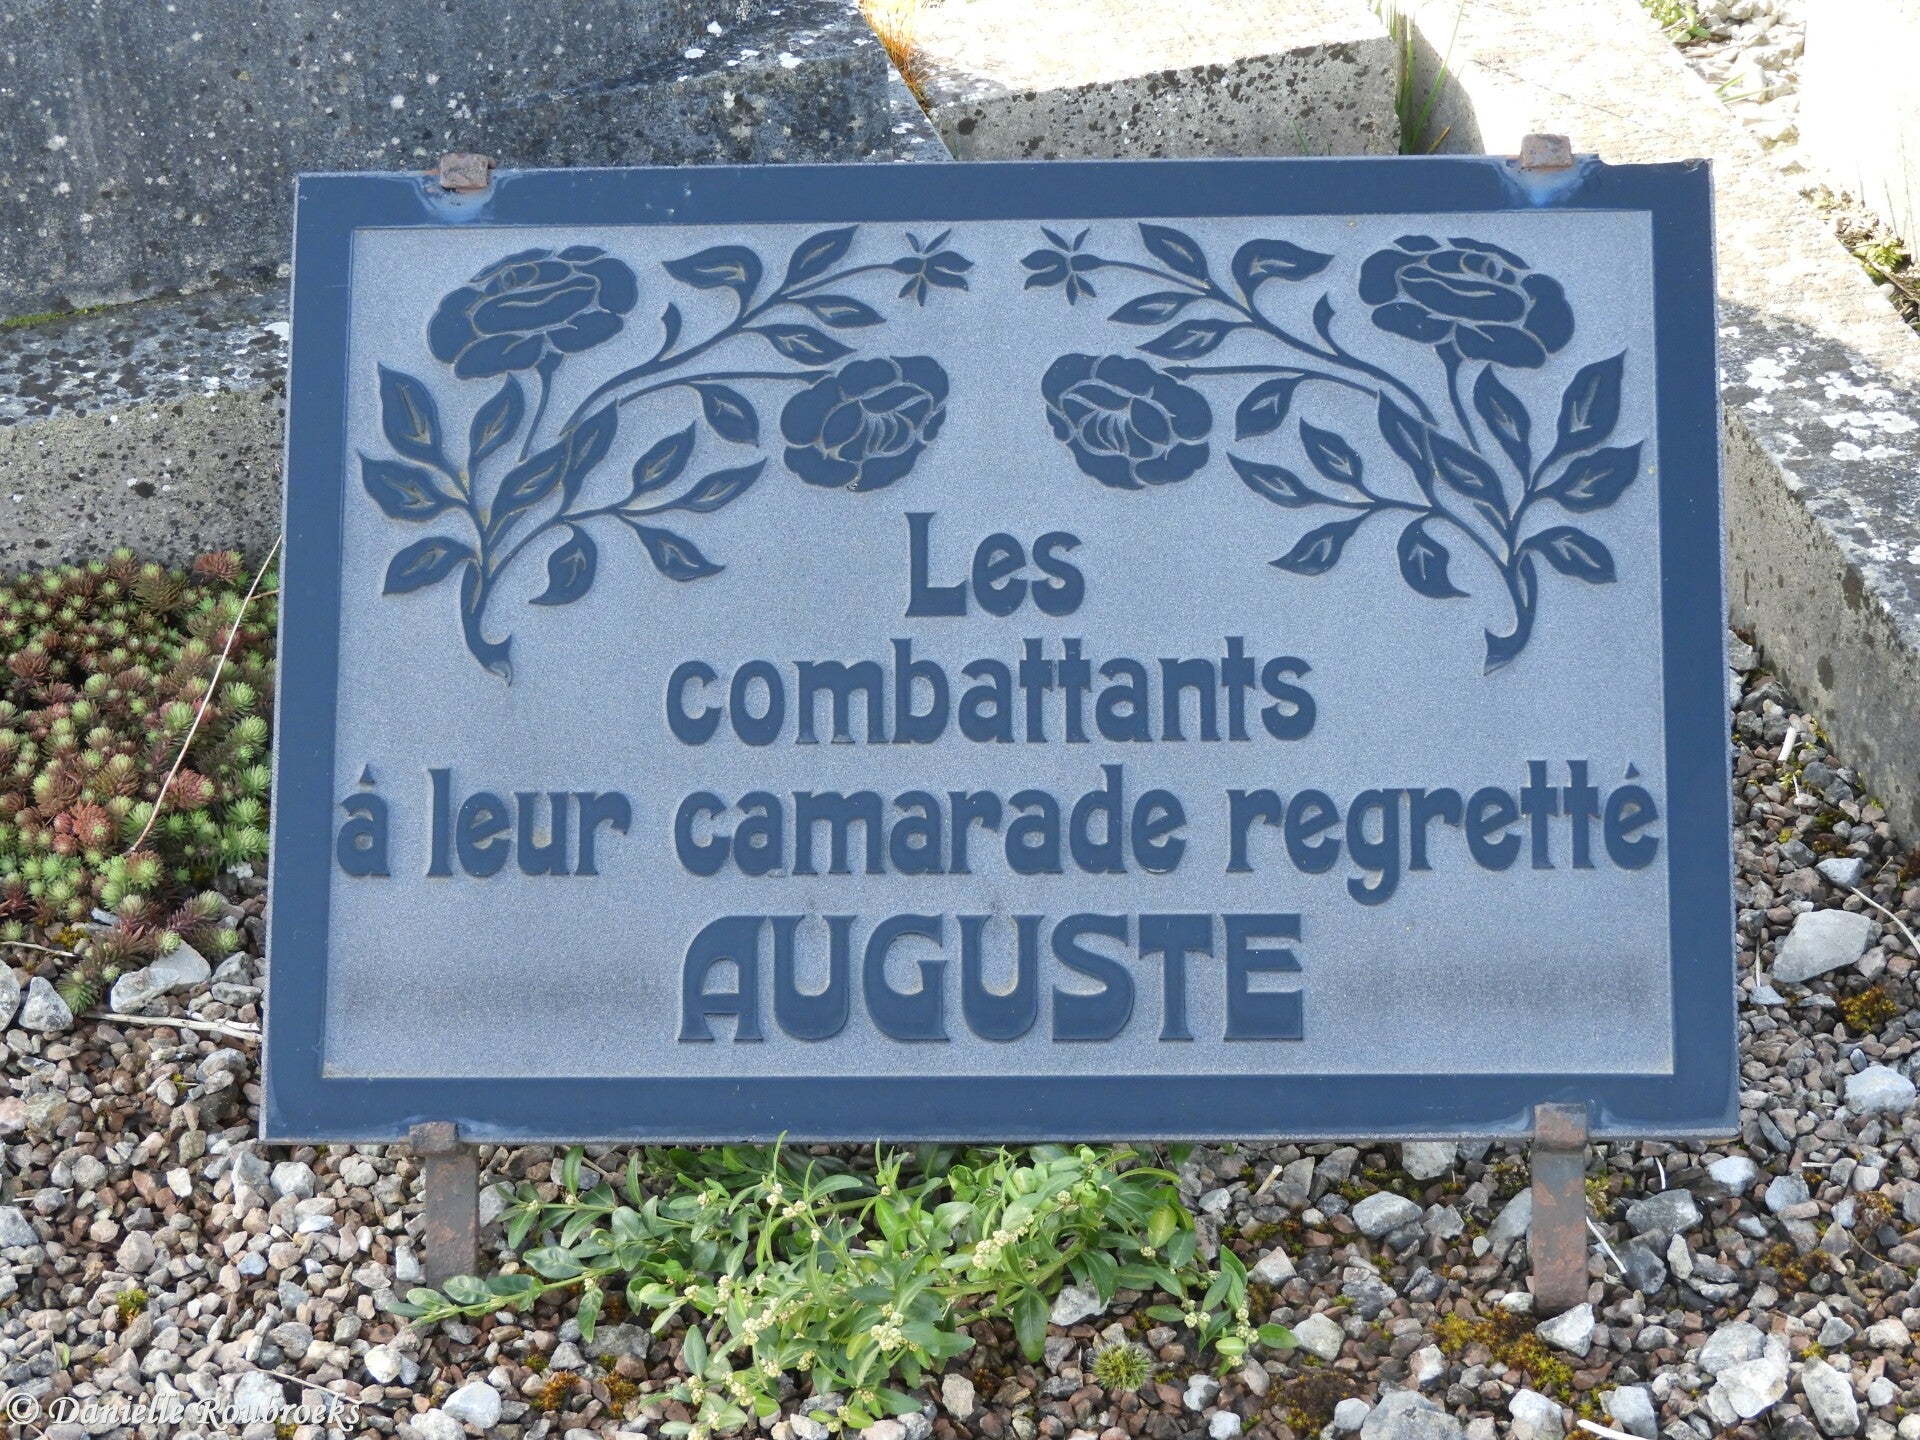 Les
combattants
à leur camarade regretté
AUGUSTE
© Danielle Roubroeks